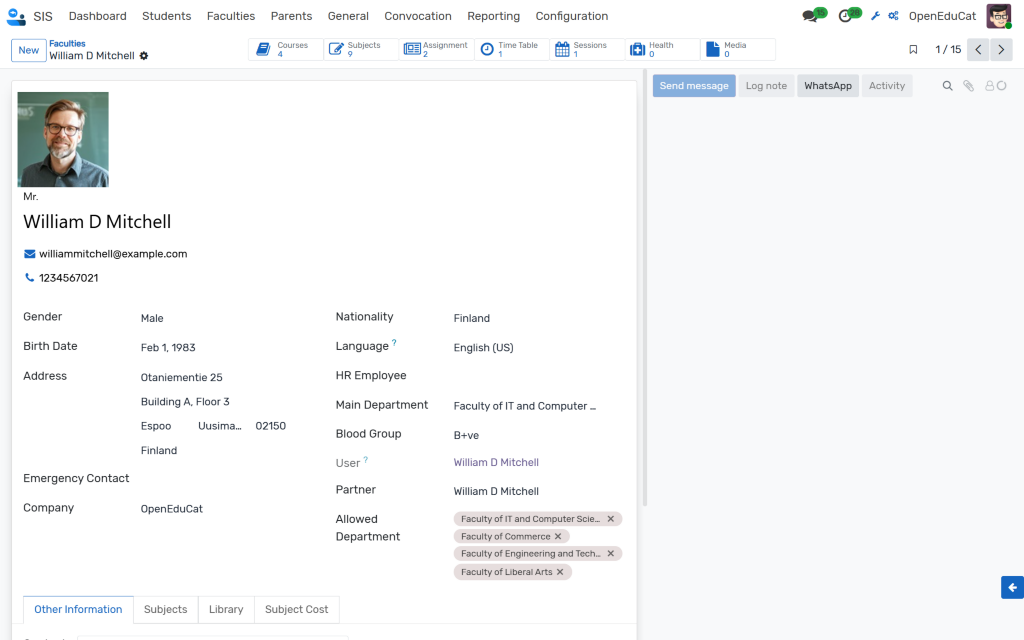 SIS Dashboard Students Faculties Parents General Convocation Reporting Configuration 15 28 OpenEduCat
New Faculties
William D Mitchell
Courses 4 Subjects 9 Assignment 2 Time Table 1 Sessions 1 Health 0 Media 0
1 / 15
Send message Log note WhatsApp Activity
Mr.
William D Mitchell
williammitchell@example.com
1234567021
Gender Male
Birth Date Feb 1, 1983
Address Otaniementie 25
Building A, Floor 3
Espoo Uusima... 02150
Finland
Emergency Contact
Company OpenEduCat
Nationality Finland
Language ? English (US)
HR Employee
Main Department Faculty of IT and Computer ...
Blood Group B+ve
User ? William D Mitchell
Partner William D Mitchell
Allowed Department
Faculty of IT and Computer Scie... ×
Faculty of Commerce ×
Faculty of Engineering and Tech... ×
Faculty of Liberal Arts ×
Other Information Subjects Library Subject Cost